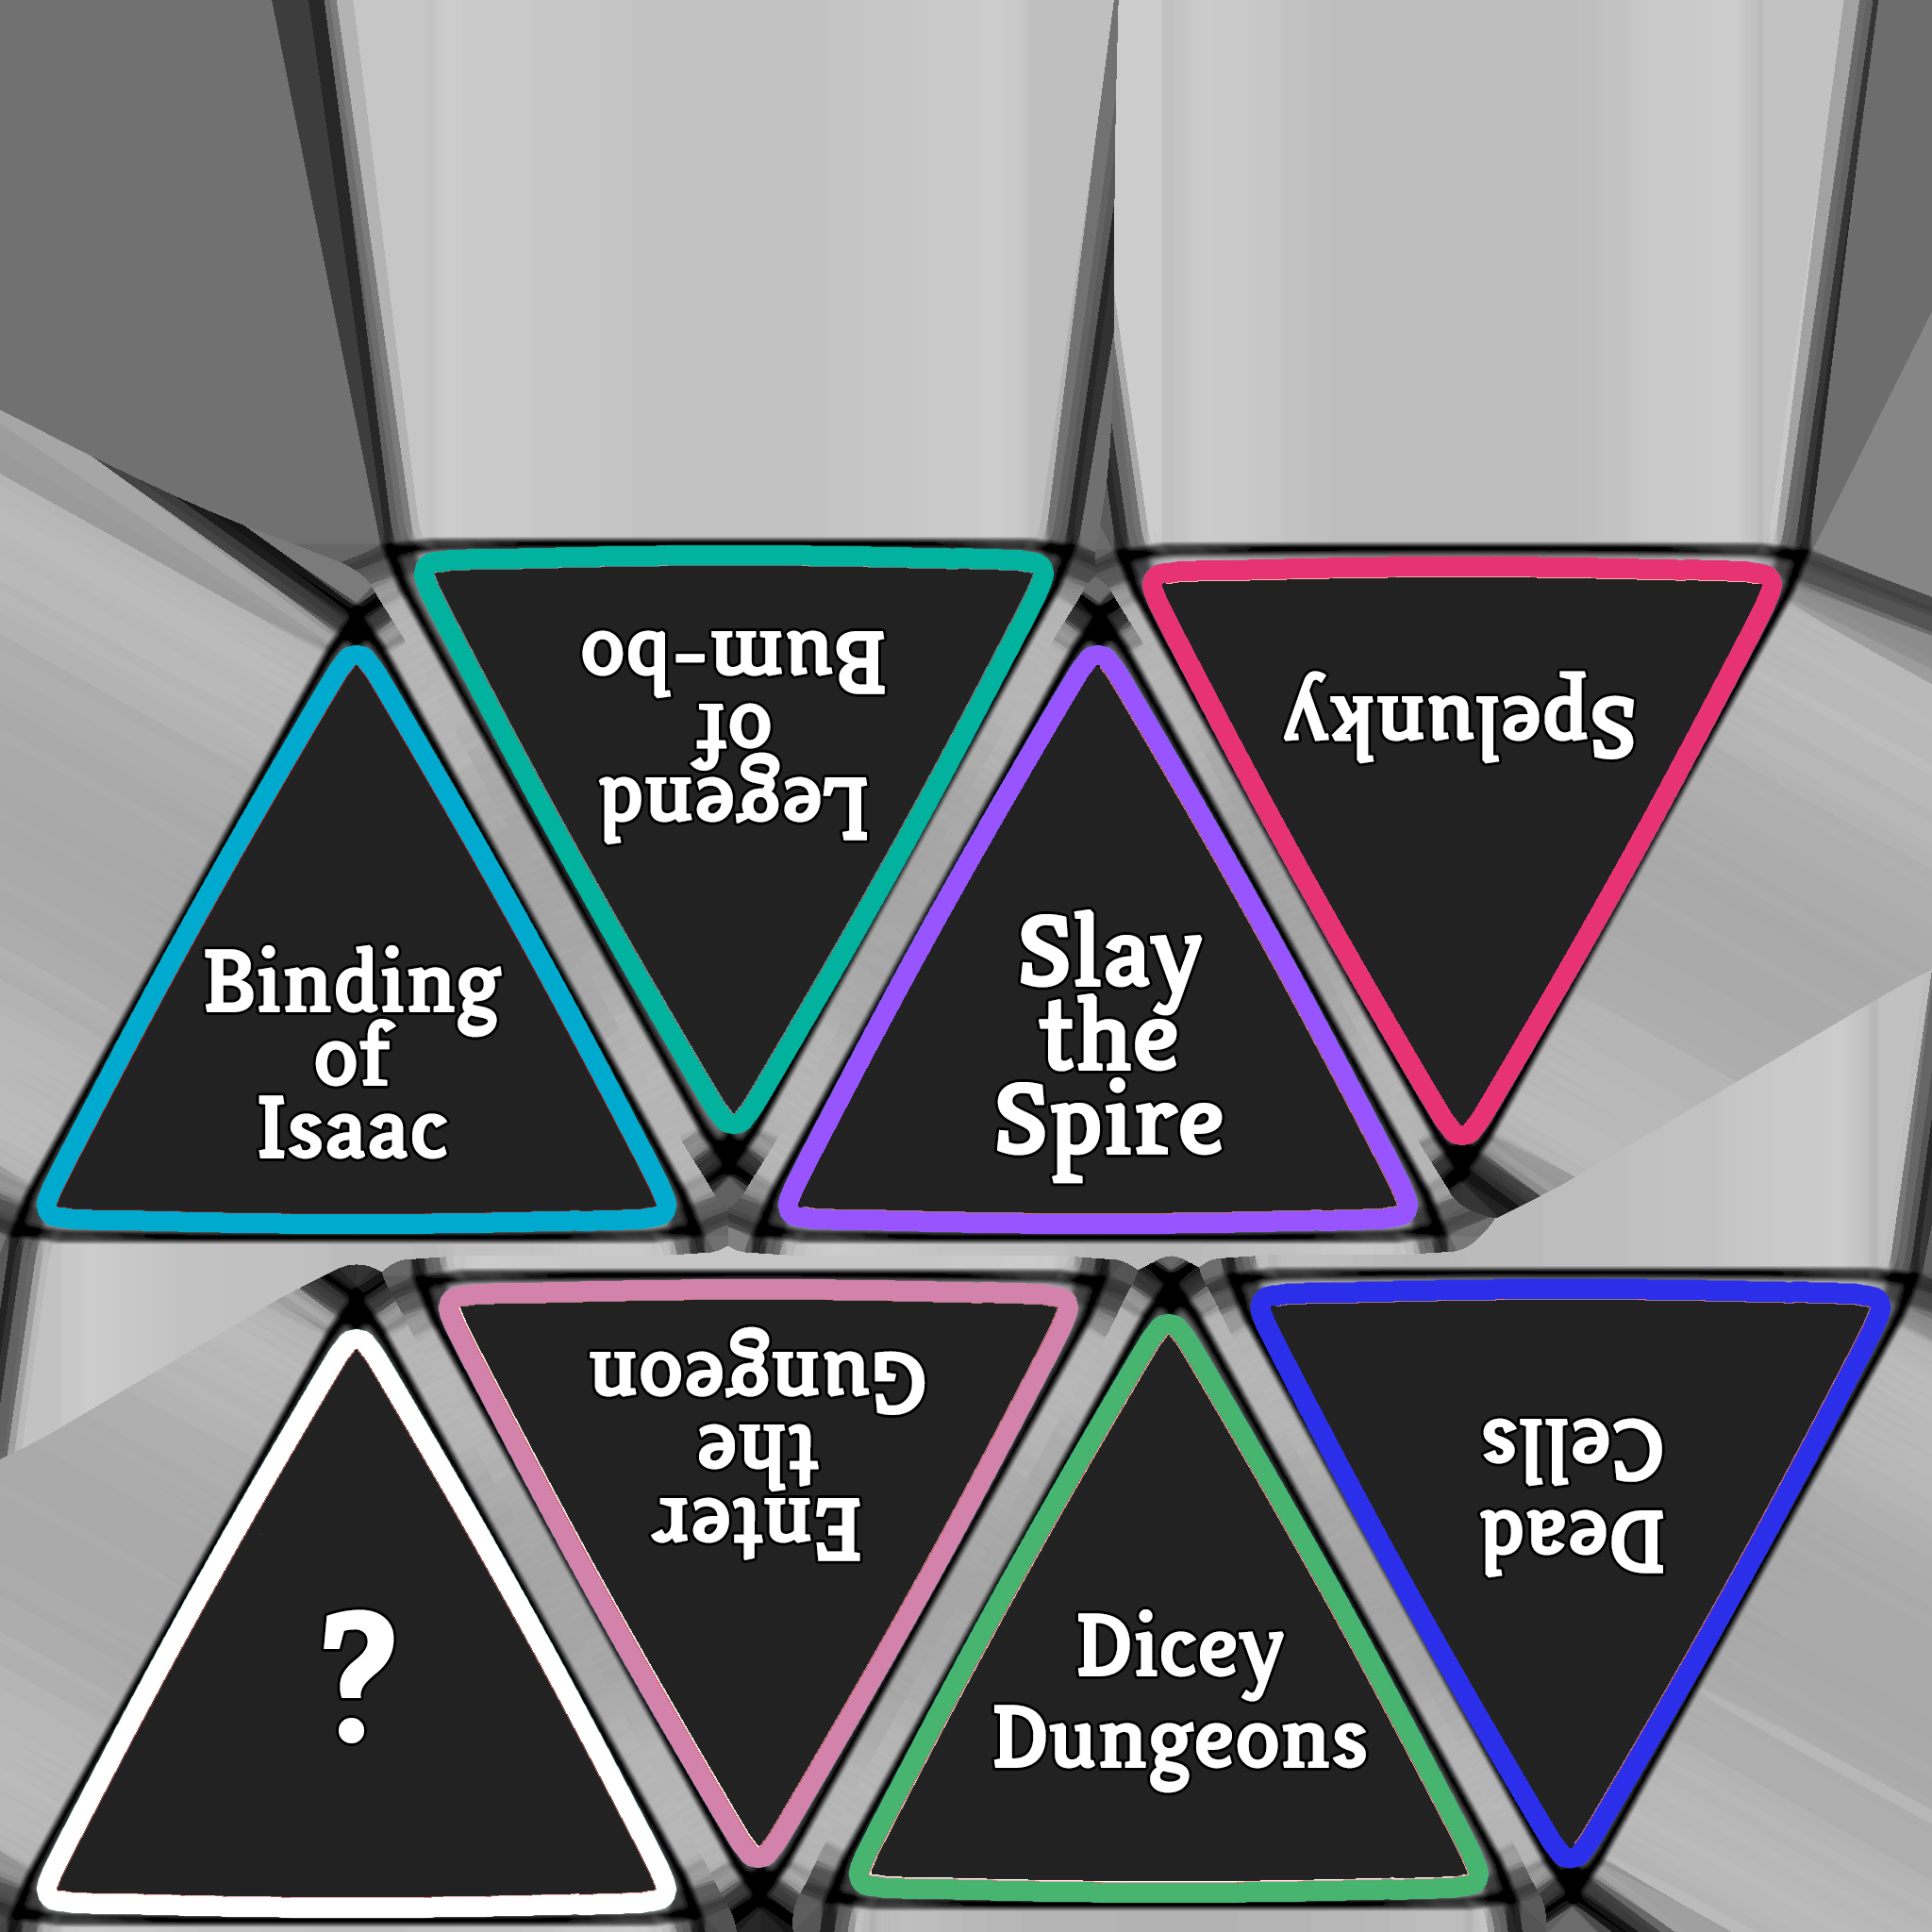 Binding
of
Isaac
Legend
of
Bum-bo
Slay
the
Spire
Spelunky
?
Enter
the
Gungeon
Dicey
Dungeons
Dead
Cells